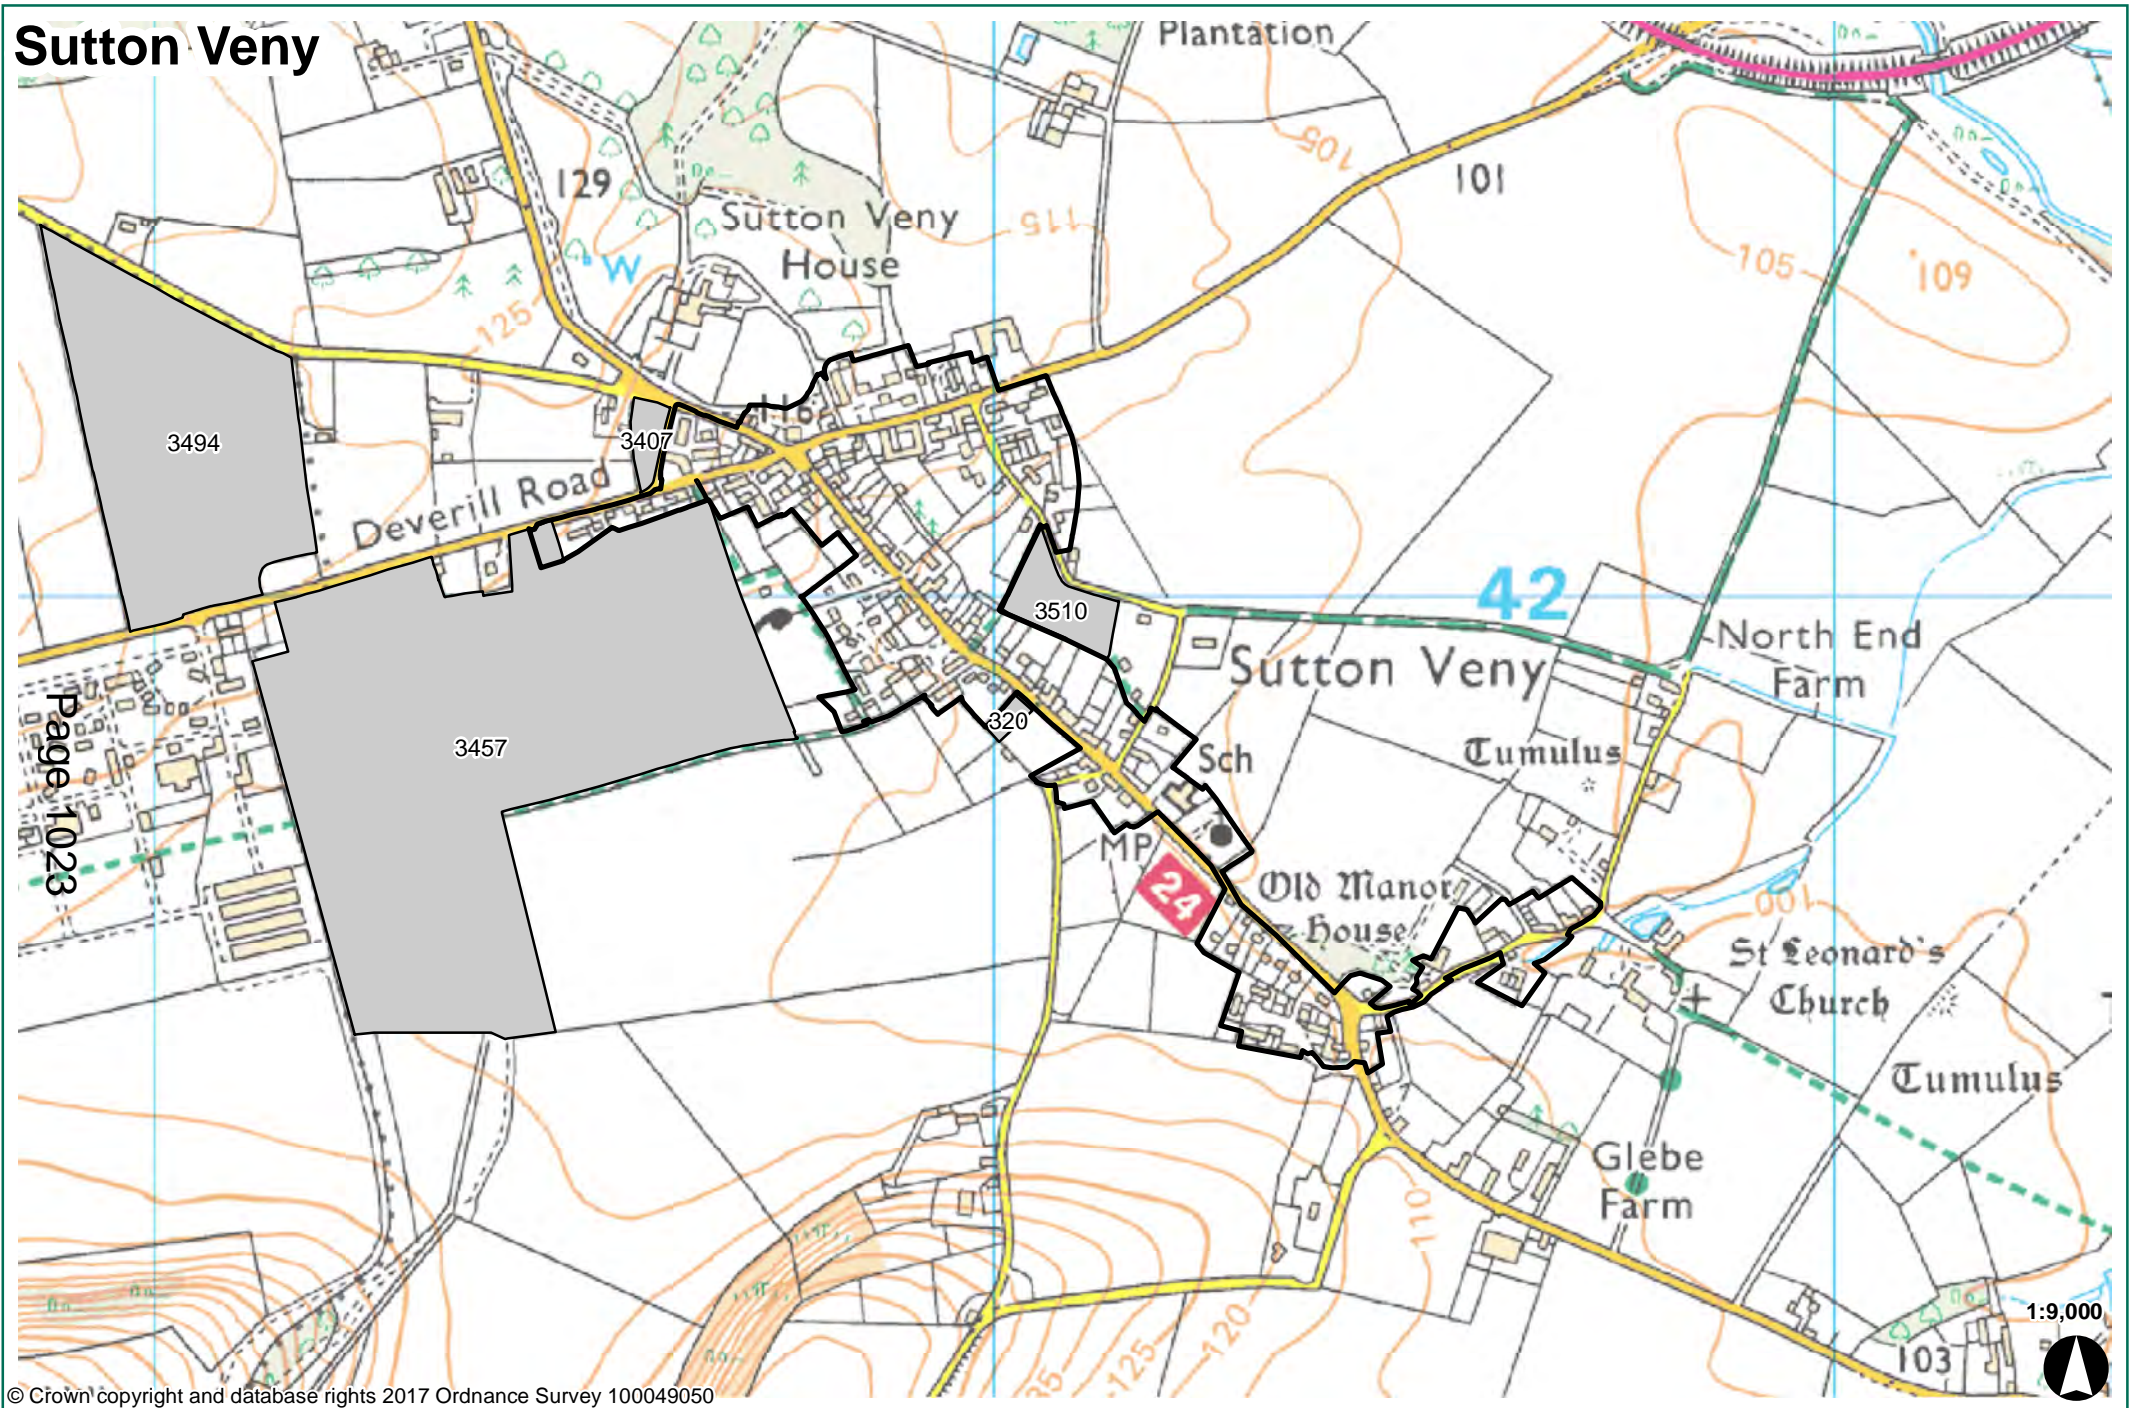 Sutton Veny
Plantation
129
105
101
Sutton Veny
House
115
W
105
109
125
116
3494
3407
Deverill Road
42
3510
North End
Farm
Sutton Veny
Page 1023
3457
320
Sch
Tumulus
MP
24
Old Manor
House
100
St Leonard's
Church
Tumulus
Glebe
Farm
110
120
125
103
1:9,000
© Crown copyright and database rights 2017 Ordnance Survey 100049050